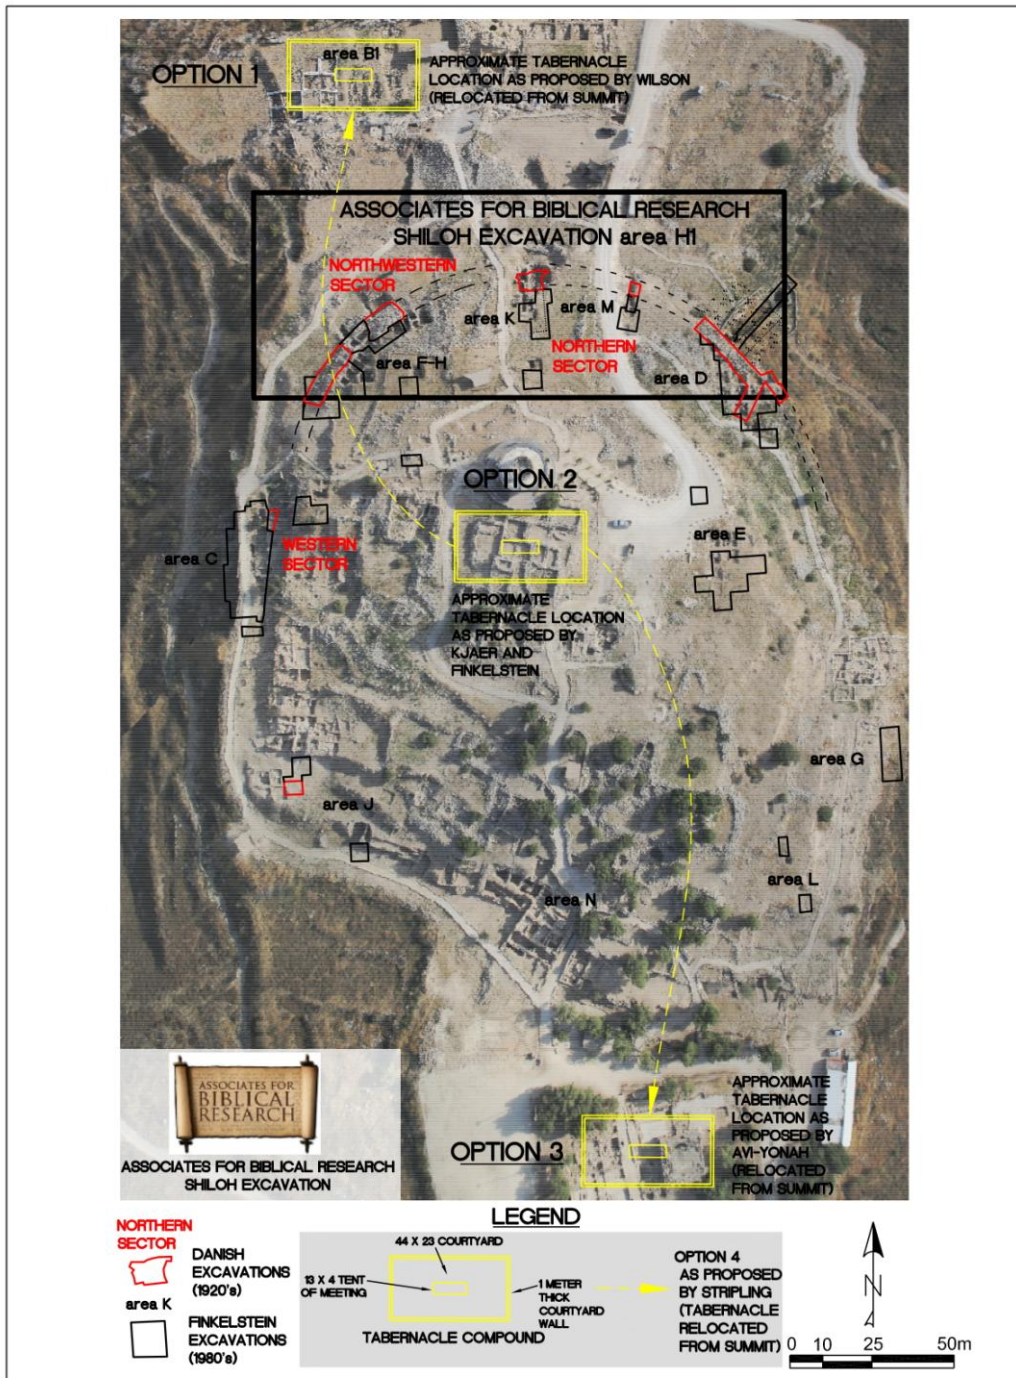 OPTION 1
area B1
APPROXIMATE TABERNACLE
LOCATION AS PROPOSED BY WILSON
(RELOCATED FROM SUMMIT)
ASSOCIATES FOR BIBLICAL RESEARCH
SHILOH EXCAVATION area H1
NORTHWESTERN
SECTOR
area K
area M
NORTHERN
SECTOR
area F-H
area D
OPTION 2
area C
WESTERN
SECTOR
area E
APPROXIMATE
TABERNACLE LOCATION
AS PROPOSED BY
KJAER AND
FINKELSTEIN
area G
area J
area L
area N
ASSOCIATES FOR
BIBLICAL
RESEARCH
ASSOCIATES FOR BIBLICAL RESEARCH
SHILOH EXCAVATION
OPTION 3
APPROXIMATE
TABERNACLE
LOCATION AS
PROPOSED BY
AVI-YONAH
(RELOCATED
FROM SUMMIT)
LEGEND
NORTHERN
SECTOR
DANISH
EXCAVATIONS
(1920's)
area K
FINKELSTEIN
EXCAVATIONS
(1980's)
44 X 23 COURTYARD
13 X 4 TENT
OF MEETING
1 METER
THICK
COURTYARD
WALL
TABERNACLE COMPOUND
OPTION 4
AS PROPOSED
BY STRIPLING
(TABERNACLE
RELOCATED
FROM SUMMIT)
N
0 10 25 50m